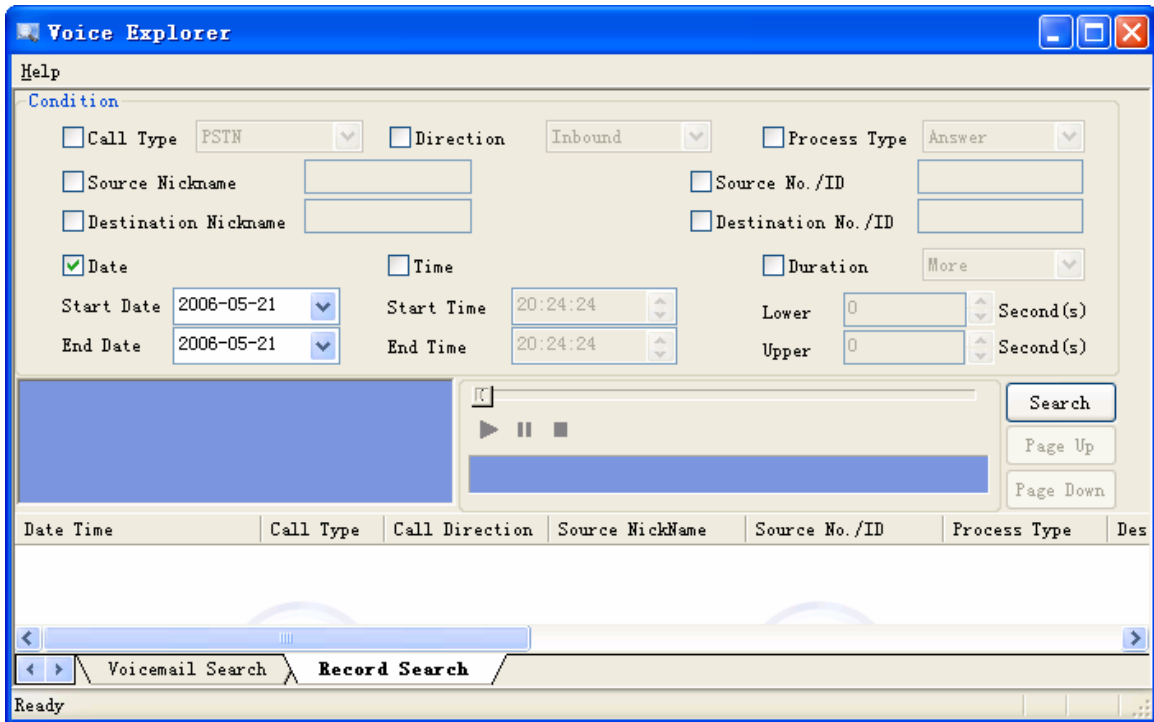 Voice Explorer
Help
Condition
Call Type PSTN Direction Inbound Process Type Answer
Source Nickname Source No./ID
Destination Nickname Destination No./ID
Date Time Duration More
Start Date 2006-05-21 Start Time 20:24:24 Lower 0 Second(s)
End Date 2006-05-21 End Time 20:24:24 Upper 0 Second(s)
Search
Page Up
Page Down
Date Time Call Type Call Direction Source NickName Source No./ID Process Type Des
Voicemail Search Record Search
Ready